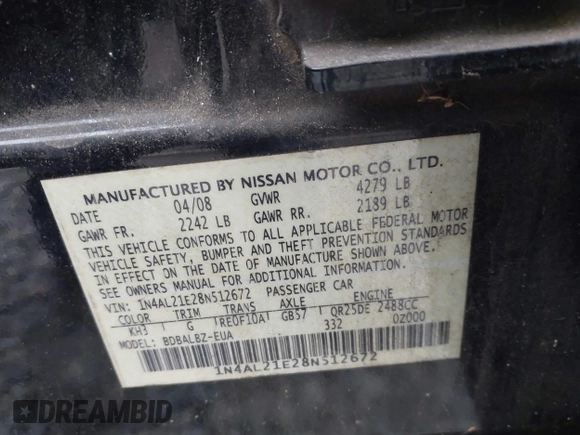 MANUFACTURED BY NISSAN MOTOR CO., LTD.
DATE 04/08 GVWR 4279 LB
GAWR FR. 2242 LB GAWR RR. 2189 LB
THIS VEHICLE CONFORMS TO ALL APPLICABLE FEDERAL MOTOR
VEHICLE SAFETY, BUMPER AND THEFT PREVENTION STANDARDS
IN EFFECT ON THE DATE OF MANUFACTURE SHOWN ABOVE.
SEE OWNERS MANUAL FOR ADDITIONAL INFORMATION.
VIN: 1N4AL21E28N512672 PASSENGER CAR
COLOR TRIM TRANS AXLE ENGINE
KH3 G RE0F10A GB57 QR25DE 2488CC
MODEL: BDBALBZ-EUA 332 0Z000
1N4AL21E28N512672
DREAMBID